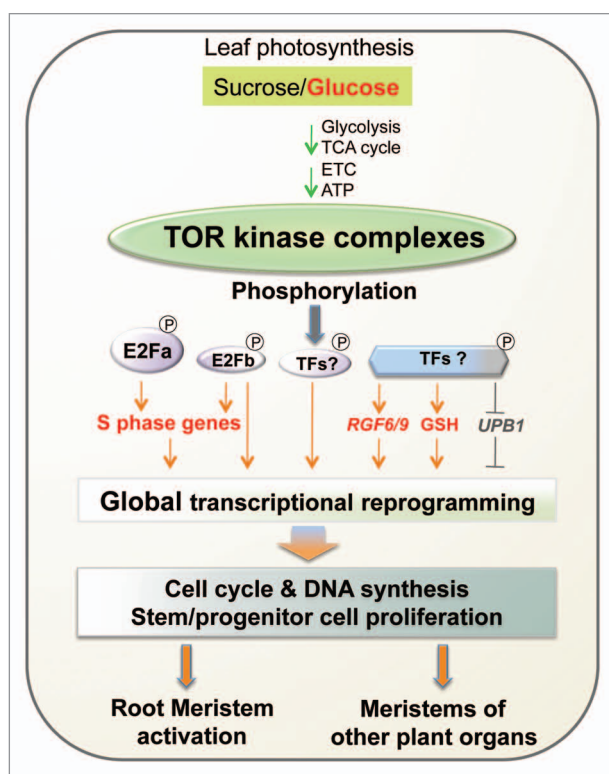 Leaf photosynthesis
Sucrose/Glucose
Glycolysis
TCA cycle
ETC
ATP
TOR kinase complexes
Phosphorylation
P
E2Fa
P
E2Fb
P
TFs?
P
TFs ?
S phase genes
RGF6/9
GSH
UPB1
Global transcriptional reprogramming
Cell cycle & DNA synthesis
Stem/progenitor cell proliferation
Root Meristem
activation
Meristems of
other plant organs